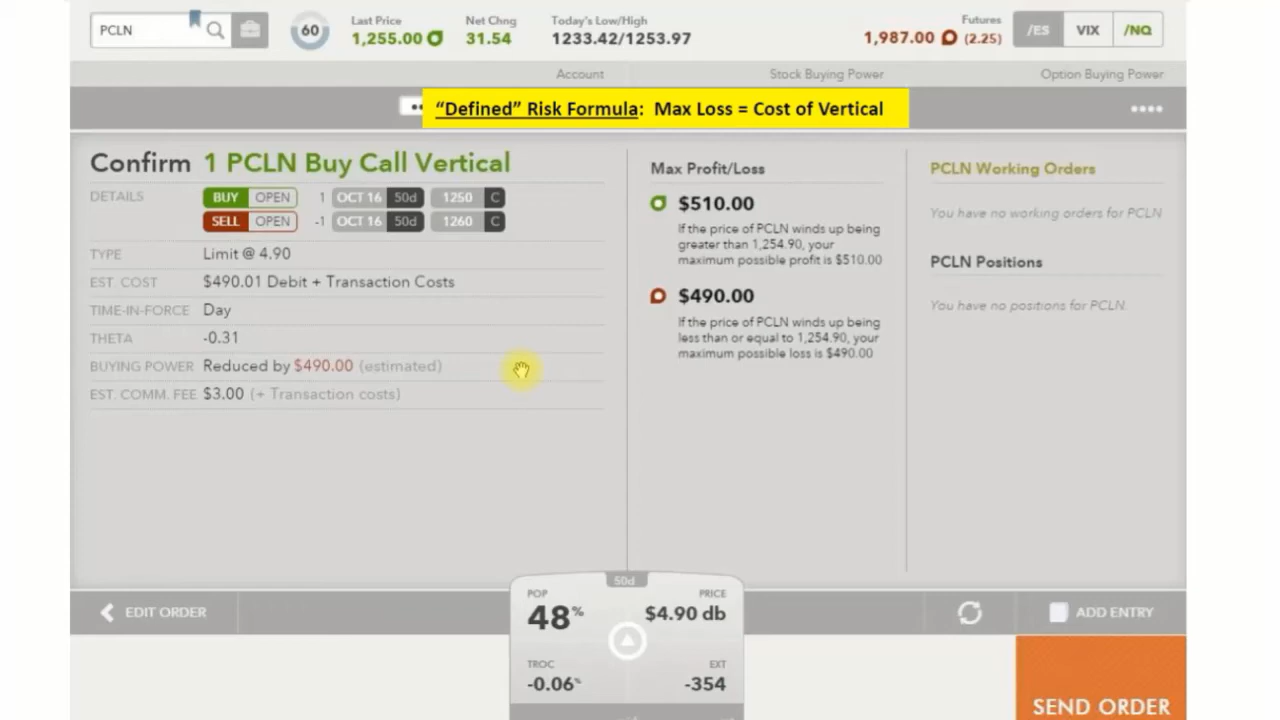 PCLN
60
Last Price
1,255.00
Net Chng
31.54
Today's Low/High
1233.42/1253.97
Futures
1,987.00 (2.25)
/ES VIX /NQ
Account Stock Buying Power Option Buying Power
"Defined" Risk Formula: Max Loss = Cost of Vertical
Confirm 1 PCLN Buy Call Vertical
DETAILS BUY OPEN 1 OCT 16 50d 1250 C
SELL OPEN -1 OCT 16 50d 1260 C
TYPE Limit @ 4.90
EST. COST $490.01 Debit + Transaction Costs
TIME-IN-FORCE Day
THETA -0.31
BUYING POWER Reduced by $490.00 (estimated)
EST. COMM. FEE $3.00 (+ Transaction costs)
Max Profit/Loss
$510.00
If the price of PCLN winds up being
greater than 1,254.90, your
maximum possible profit is $510.00
$490.00
If the price of PCLN winds up being
less than or equal to 1,254.90, your
maximum possible loss is $490.00
PCLN Working Orders
You have no working orders for PCLN
PCLN Positions
You have no positions for PCLN.
EDIT ORDER
50d
POP
48%
PRICE
$4.90 db
TROC
-0.06%
EXT
-354
ADD ENTRY
SEND ORDER